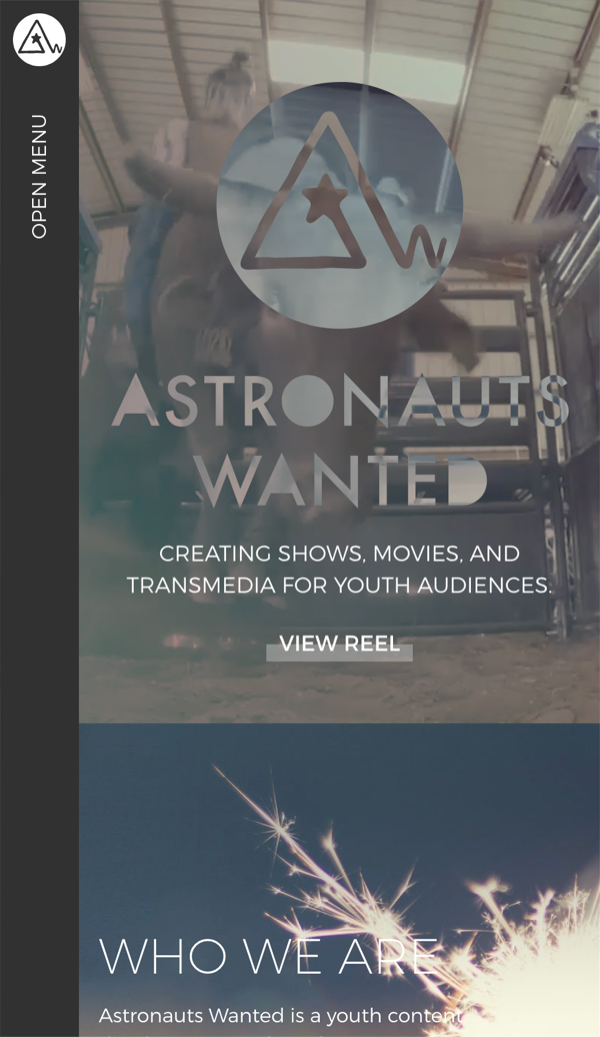 OPEN MENU
ASTRONAUTS
WANTED
CREATING SHOWS, MOVIES, AND
TRANSMEDIA FOR YOUTH AUDIENCES.
VIEW REEL
WHO WE ARE
Astronauts Wanted is a youth content